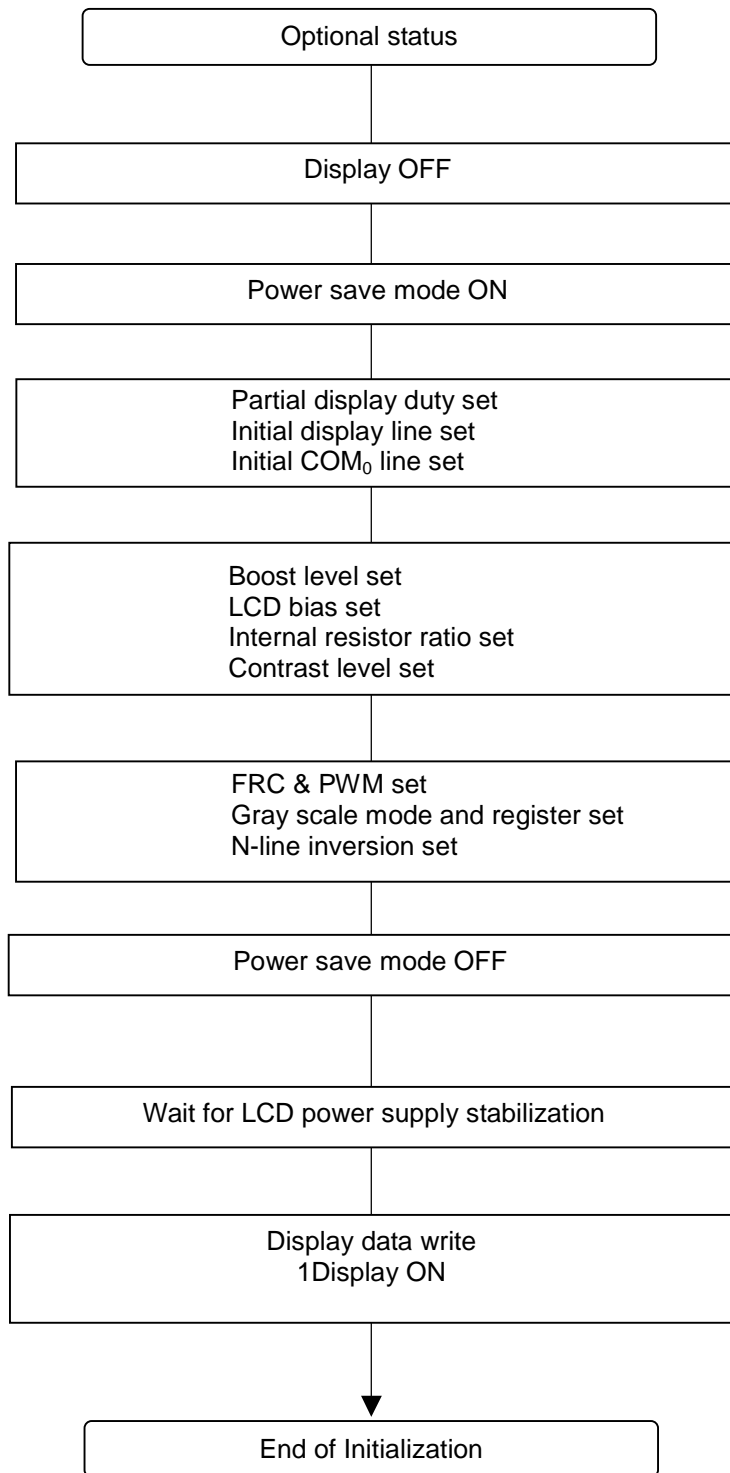 Optional status
Display OFF
Power save mode ON
Partial display duty set
Initial display line set
Initial COM₀ line set
Boost level set
LCD bias set
Internal resistor ratio set
Contrast level set
FRC & PWM set
Gray scale mode and register set
N-line inversion set
Power save mode OFF
Wait for LCD power supply stabilization
Display data write
1Display ON
End of Initialization